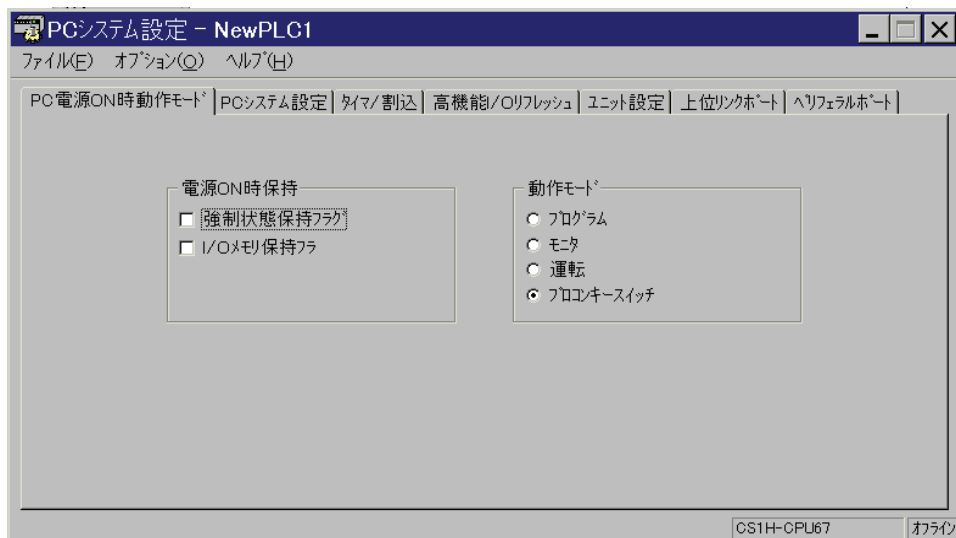 PCシステム設定 - NewPLC1
ファイル(F) オプション(O) ヘルプ(H)
PC電源ON時動作モード PCシステム設定 タイマ/割込 高機能I/Oリフレッシュ ユニット設定 上位リンクポート ペリフェラルポート
電源ON時保持
強制状態保持フラグ
I/Oメモリ保持フラ
動作モード
プログラム
モニタ
運転
プロコンキースイッチ
CS1H-CPU67 オフライン